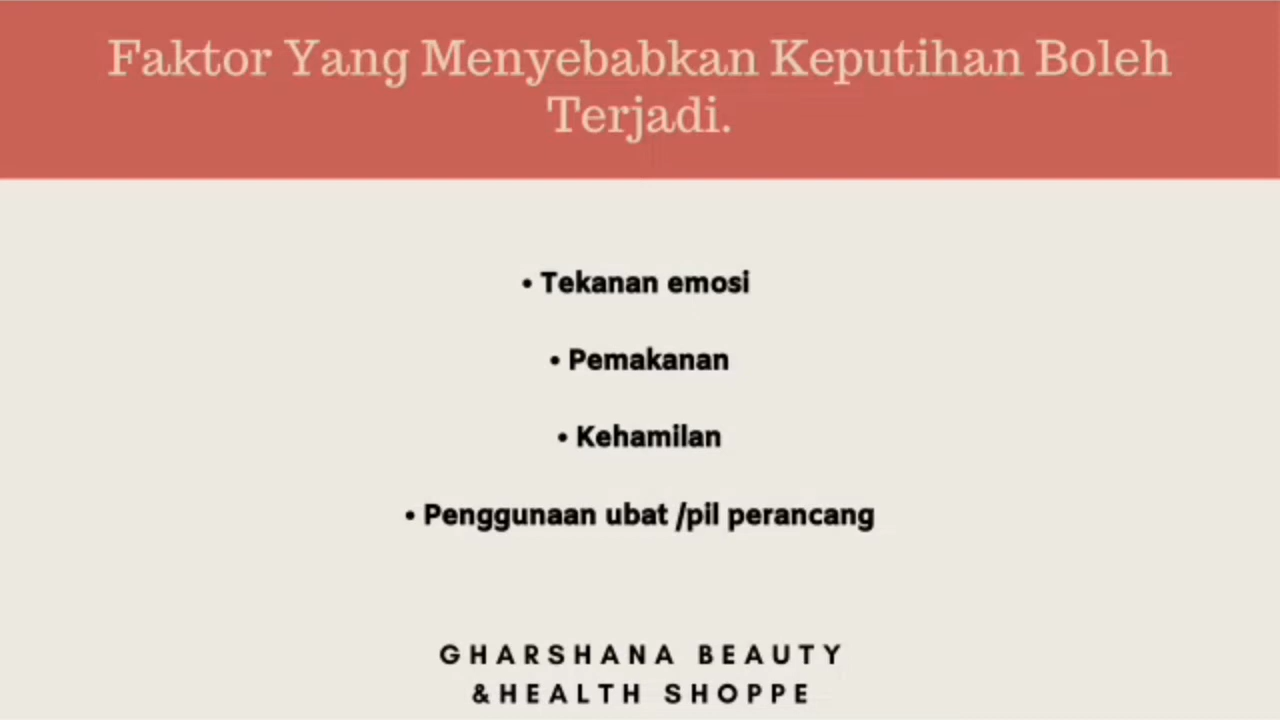 Faktor Yang Menyebabkan Keputihan Boleh
Terjadi.
• Tekanan emosi
• Pemakanan
• Kehamilan
• Penggunaan ubat /pil perancang
GHARSHANA BEAUTY
&HEALTH SHOPPE